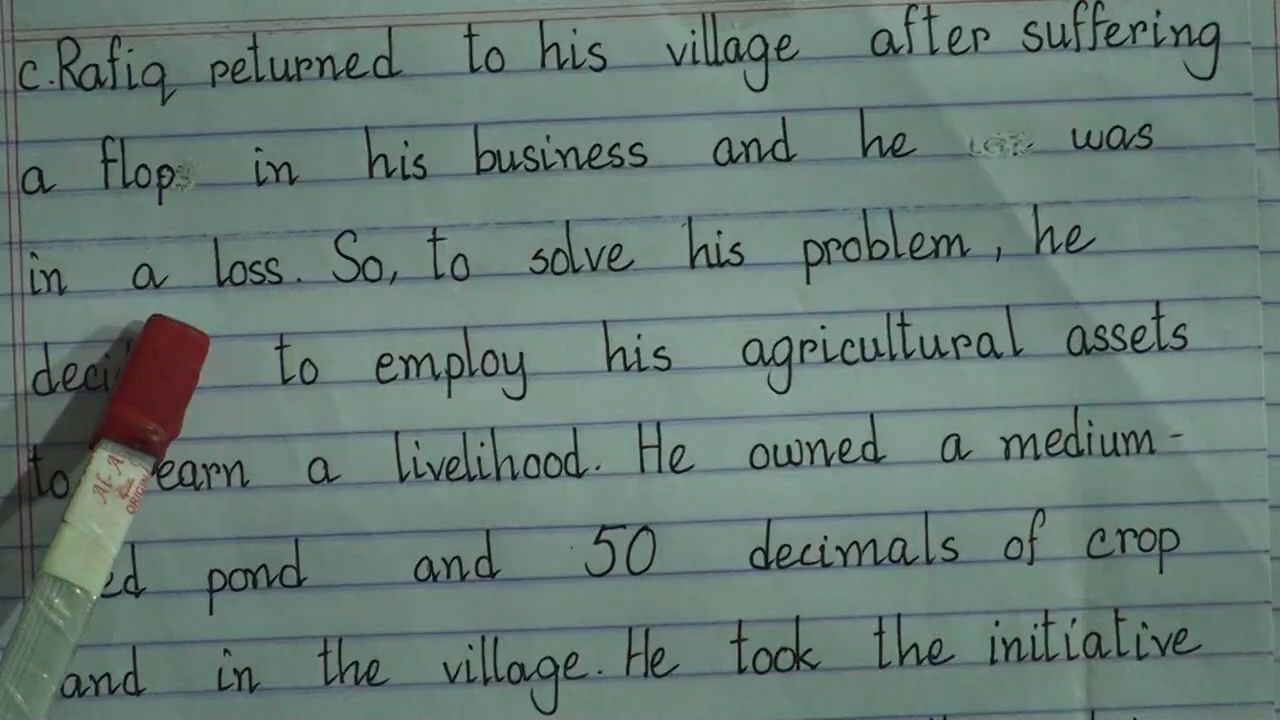 c. Rafiq returned to his village after suffering
a flop in his business and he was
in a loss. So, to solve his problem, he
to employ his agricultural assets
to earn a livelihood. He owned a medium-
pond and 50 decimals of crop
in the village. He took the initiative